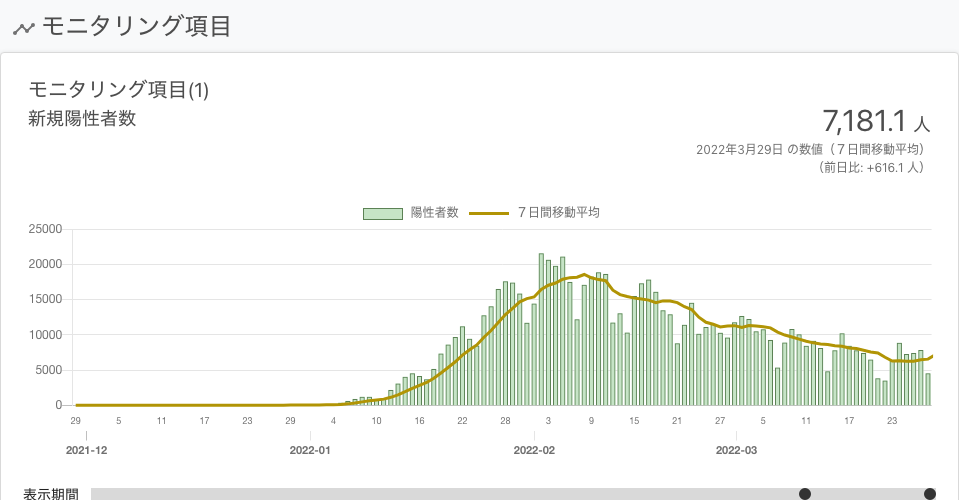 モニタリング項目
モニタリング項目(1)
新規陽性者数
7,181.1 人
2022年3月29日 の数値（７日間移動平均）
（前日比: +616.1 人）
陽性者数 ７日間移動平均
25000
20000
15000
10000
5000
0
29 5 11 17 23 29 4 10 16 22 28 3 9 15 21 27 5 11 17 23
2021-12 2022-01 2022-02 2022-03
表示期間